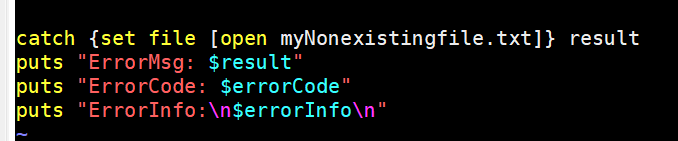 catch {set file [open myNonexistingfile.txt]} result
puts "ErrorMsg: $result"
puts "ErrorCode: $errorCode"
puts "ErrorInfo:\n$errorInfo\n"
~